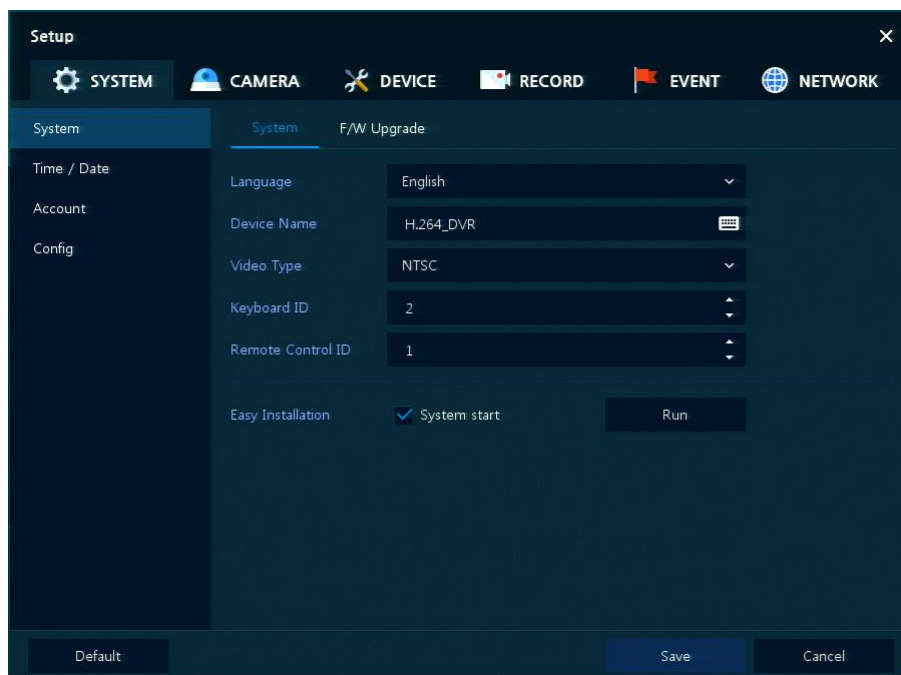 Setup
SYSTEM CAMERA DEVICE RECORD EVENT NETWORK
System
Time / Date
Account
Config
System F/W Upgrade
Language English
Device Name H.264_DVR
Video Type NTSC
Keyboard ID 2
Remote Control ID 1
Easy Installation System start Run
Default Save Cancel